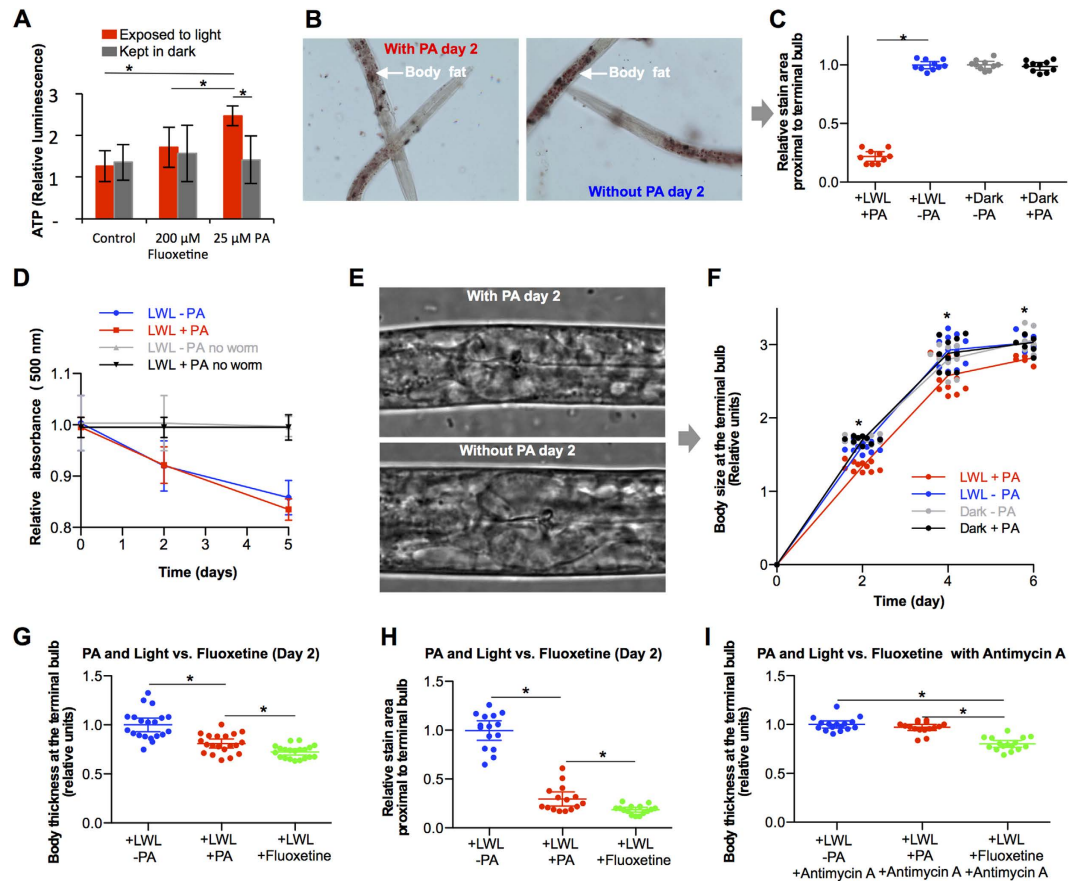 A
Exposed to light
Kept in dark
*
*
*
ATP (Relative luminescence)
3
2
1
-
Control
200 µM
Fluoxetine
25 µM PA
B
With PA day 2
Body fat
Body fat
Without PA day 2
C
*
Relative stain area
proximal to terminal bulb
1.0
0.5
0.0
+LWL
+PA
+LWL
-PA
+Dark
-PA
+Dark
+PA
D
LWL - PA
LWL + PA
LWL - PA no worm
LWL + PA no worm
Relative absorbance (500 nm)
1.1
1.0
0.9
0.8
0 1 2 3 4 5
Time (days)
E
With PA day 2
Without PA day 2
F
Body size at the terminal bulb
(Relative units)
3
2
1
0
*
*
*
LWL + PA
LWL - PA
Dark - PA
Dark + PA
0 2 4 6
Time (day)
G
PA and Light vs. Fluoxetine (Day 2)
Body thickness at the terminal bulb
(relative units)
1.5
1.0
0.5
0.0
*
*
+LWL
-PA
+LWL
+PA
+LWL
+Fluoxetine
H
PA and Light vs. Fluoxetine (Day 2)
Relative stain area
proximal to terminal bulb
1.5
1.0
0.5
0.0
*
*
+LWL
-PA
+LWL
+PA
+LWL
+Fluoxetine
I
PA and Light vs. Fluoxetine with Antimycin A
Body thickness at the terminal bulb
(relative units)
1.5
1.0
0.5
0.0
*
*
+LWL
-PA
+Antimycin A
+LWL
+PA
+Antimycin A
+LWL
+Fluoxetine
+Antimycin A